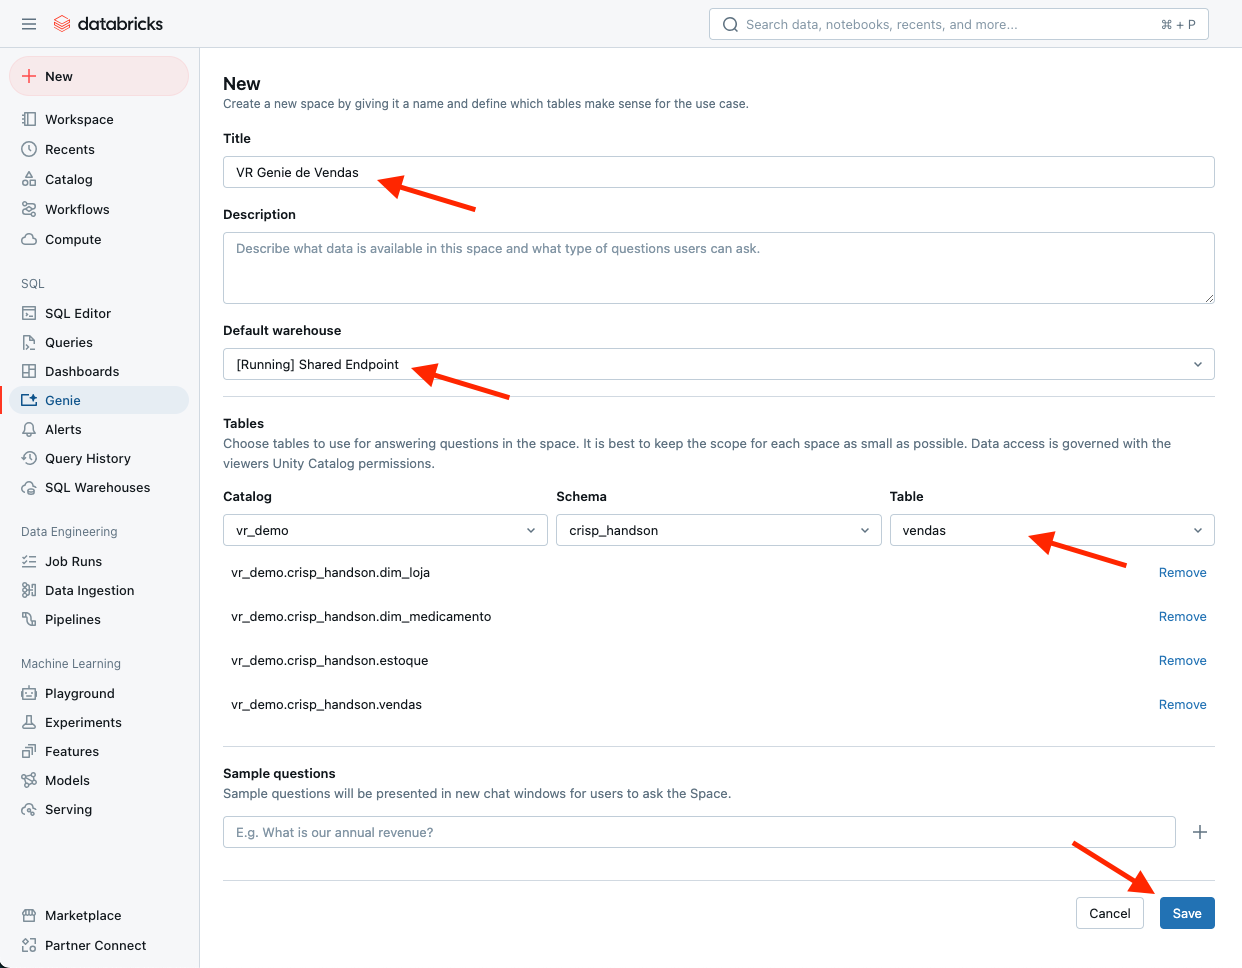 databricks
Search data, notebooks, recents, and more...
⌘ + P
New
Workspace
Recents
Catalog
Workflows
Compute
SQL
SQL Editor
Queries
Dashboards
Genie
Alerts
Query History
SQL Warehouses
Data Engineering
Job Runs
Data Ingestion
Pipelines
Machine Learning
Playground
Experiments
Features
Models
Serving
Marketplace
Partner Connect
New
Create a new space by giving it a name and define which tables make sense for the use case.
Title
VR Genie de Vendas
Description
Describe what data is available in this space and what type of questions users can ask.
Default warehouse
[Running] Shared Endpoint
Tables
Choose tables to use for answering questions in the space. It is best to keep the scope for each space as small as possible. Data access is governed with the
viewers Unity Catalog permissions.
Catalog Schema Table
vr_demo crisp_handson vendas
vr_demo.crisp_handson.dim_loja Remove
vr_demo.crisp_handson.dim_medicamento Remove
vr_demo.crisp_handson.estoque Remove
vr_demo.crisp_handson.vendas Remove
Sample questions
Sample questions will be presented in new chat windows for users to ask the Space.
E.g. What is our annual revenue?
Cancel Save